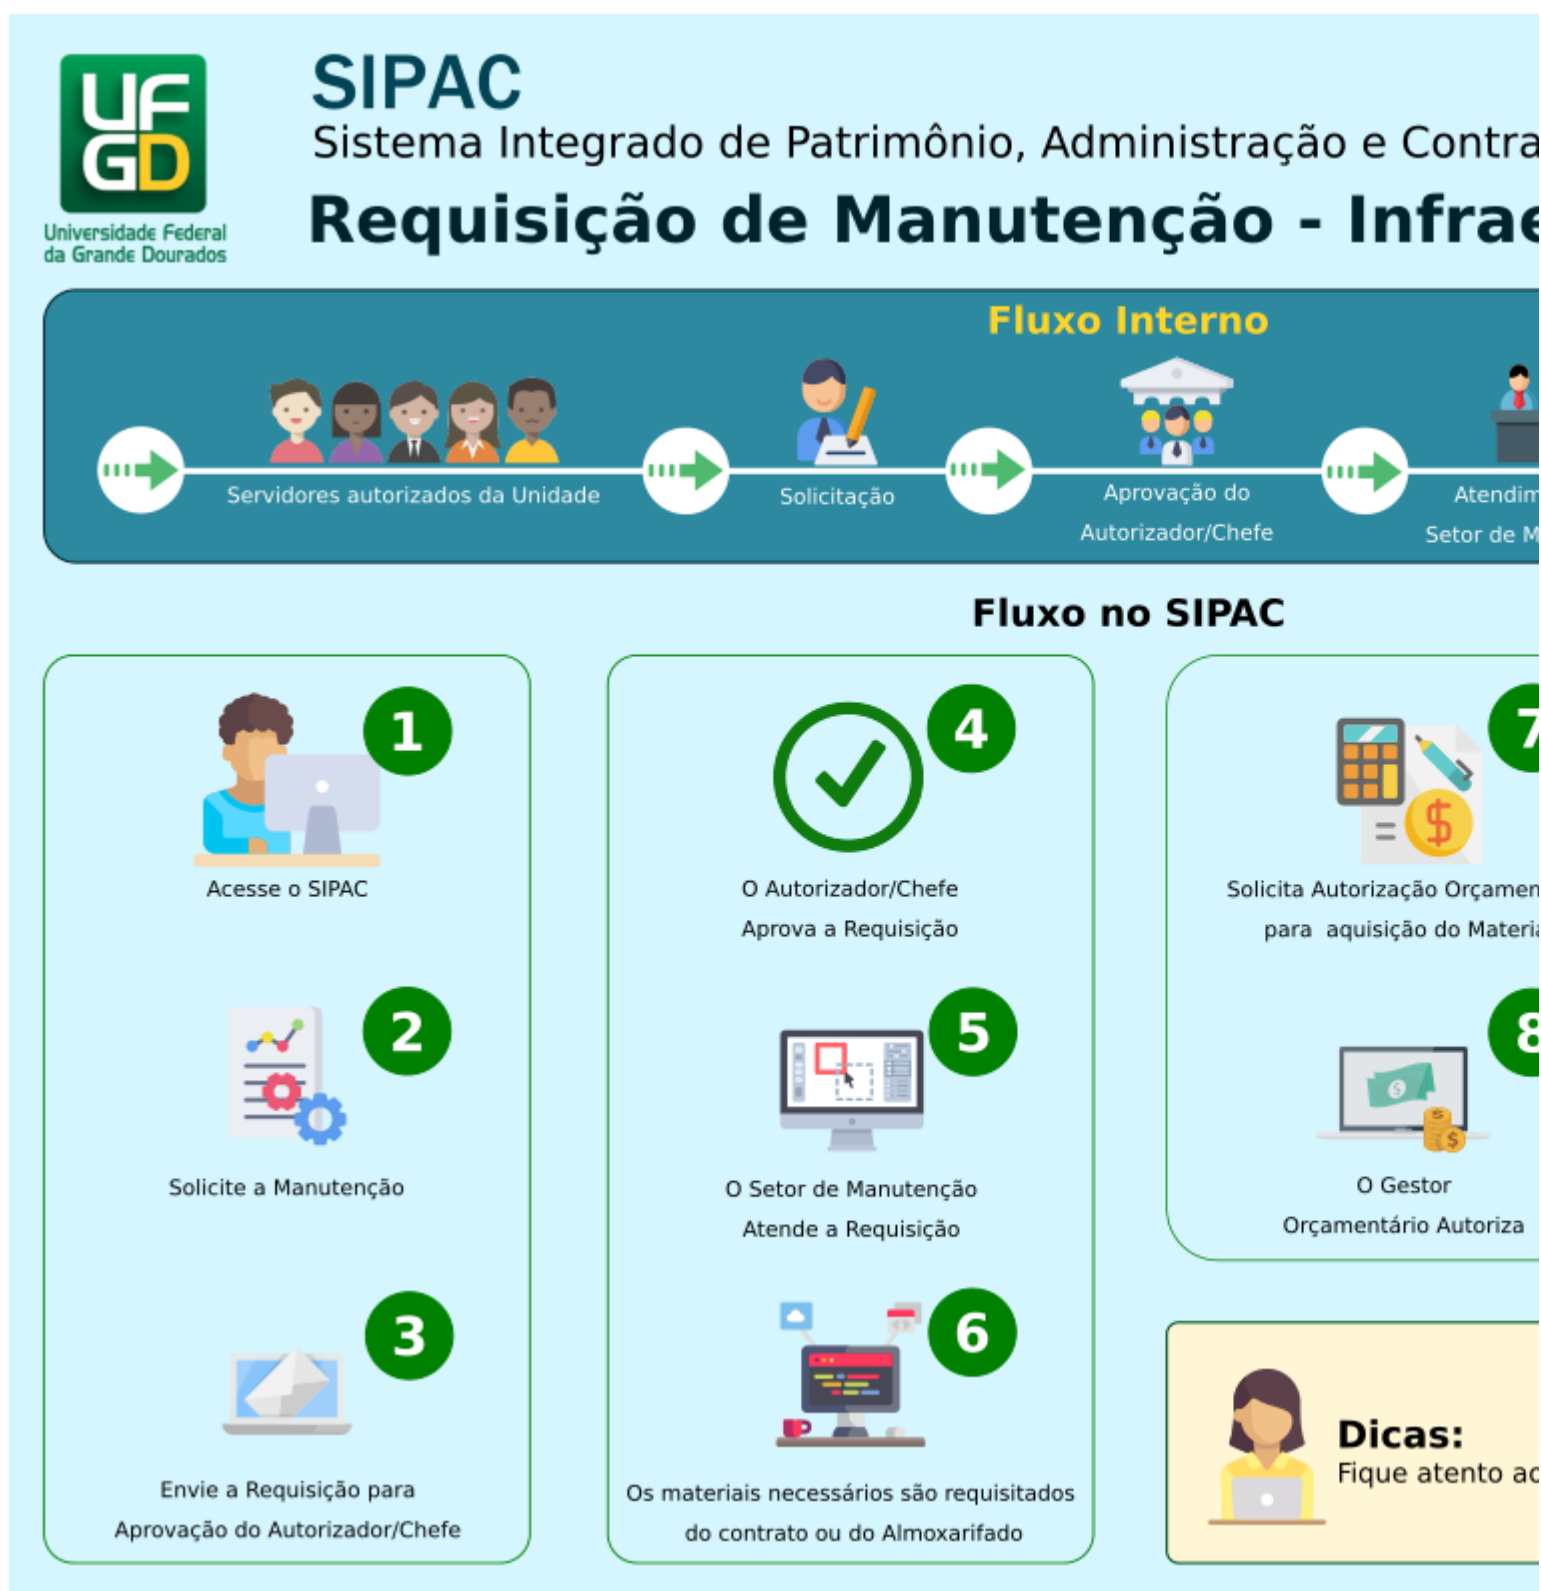 UF
GD
Universidade Federal
da Grande Dourados
SIPAC
Sistema Integrado de Patrimônio, Administração e Contra
Requisição de Manutenção - Infrae
Fluxo Interno
Servidores autorizados da Unidade
Solicitação
Aprovação do
Autorizador/Chefe
Atendim
Setor de M
Fluxo no SIPAC
1
Acesse o SIPAC
2
Solicite a Manutenção
3
Envie a Requisição para
Aprovação do Autorizador/Chefe
4
O Autorizador/Chefe
Aprova a Requisição
5
O Setor de Manutenção
Atende a Requisição
6
Os materiais necessários são requisitados
do contrato ou do Almoxarifado
7
Solicita Autorização Orçamen
para aquisição do Materia
8
O Gestor
Orçamentário Autoriza
Dicas:
Fique atento ao